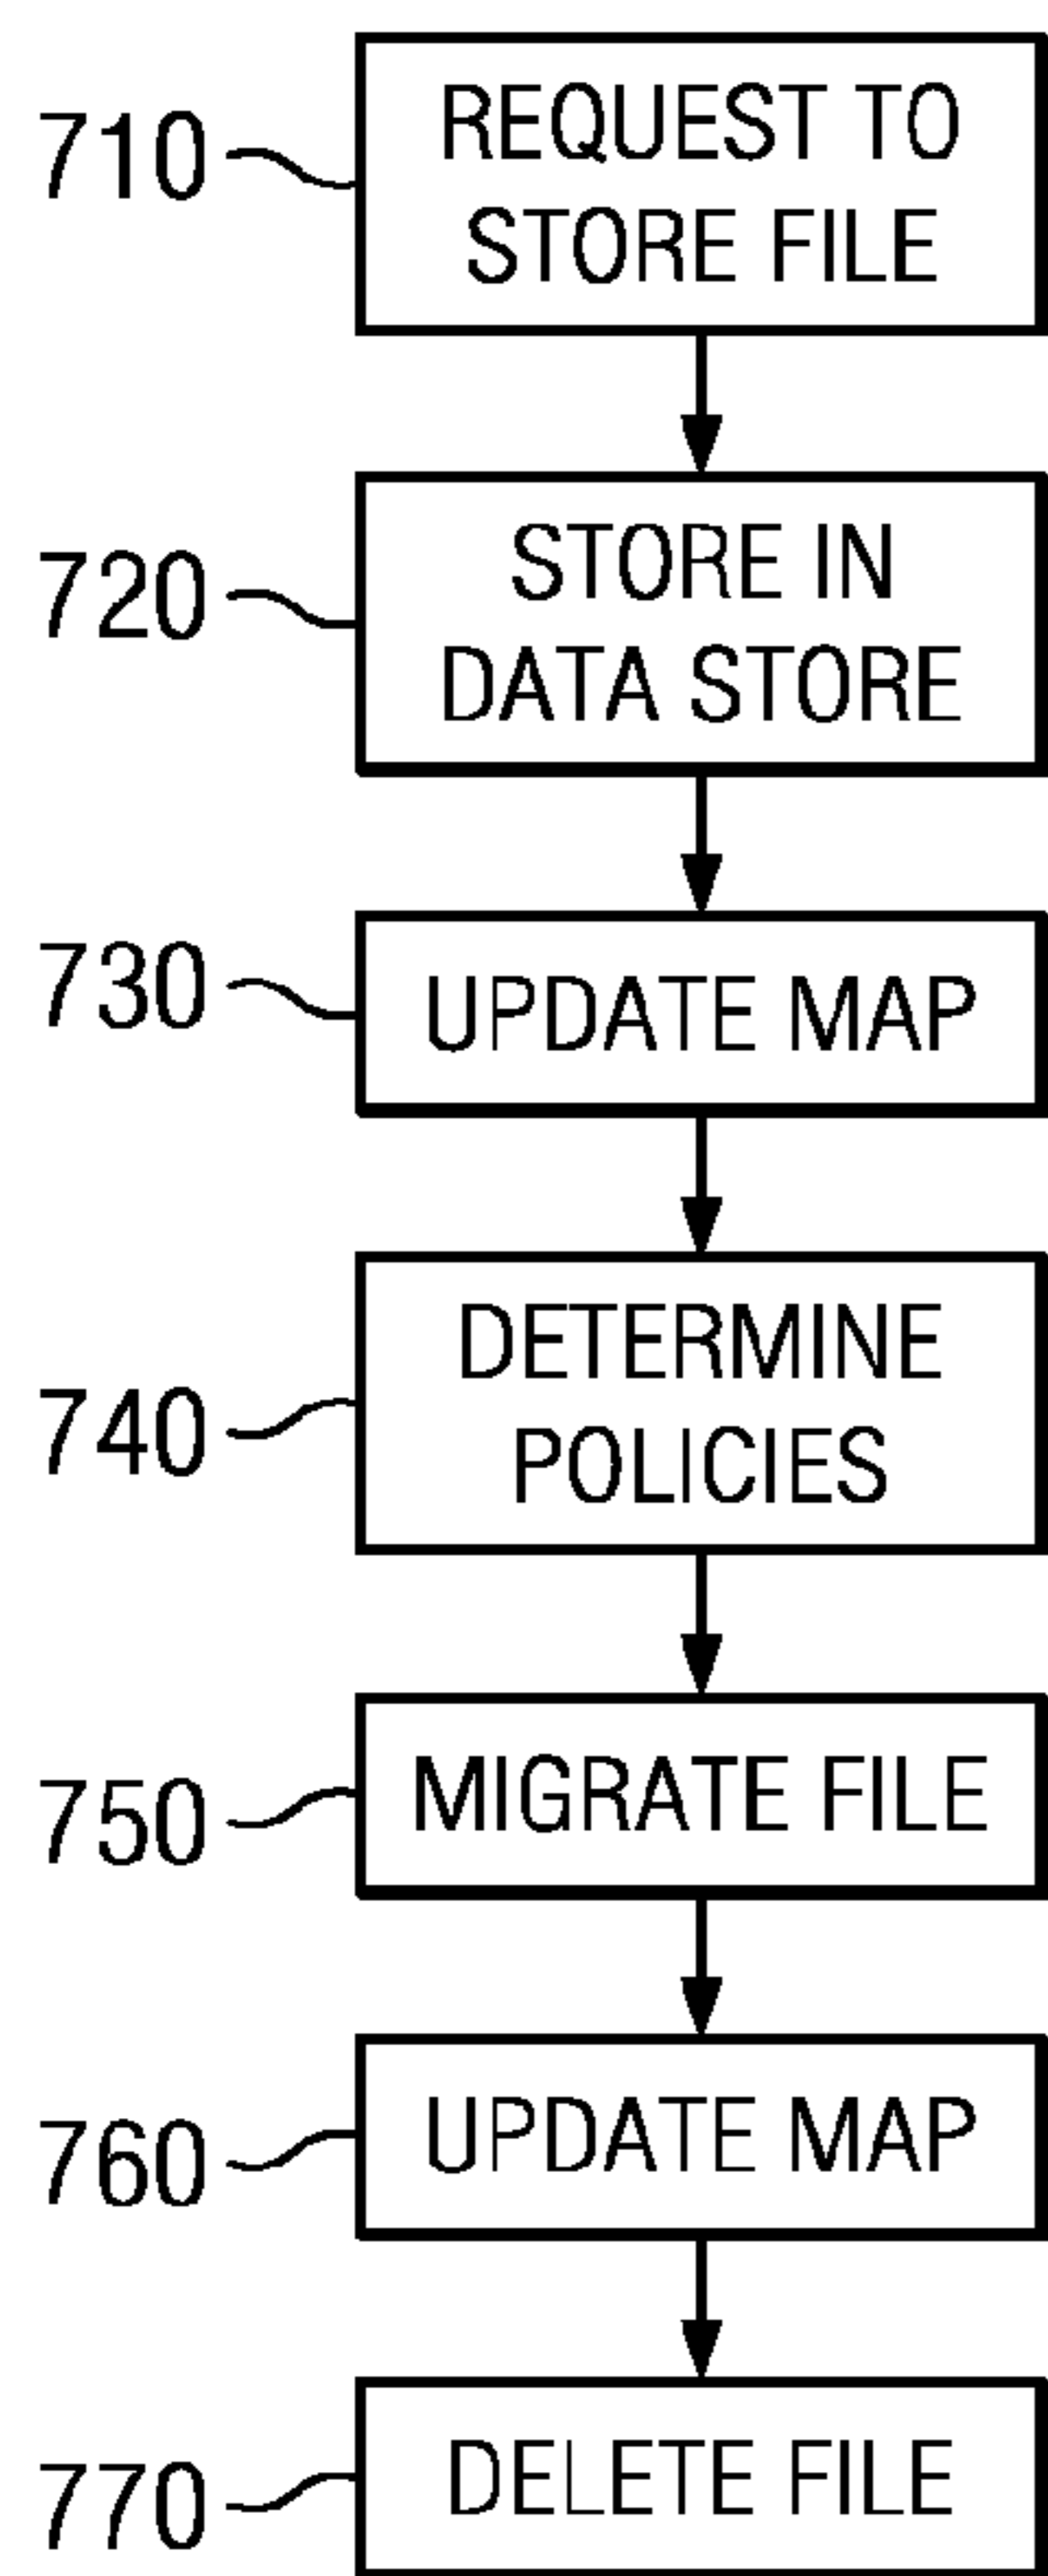 710
REQUEST TO
STORE FILE
720
STORE IN
DATA STORE
730
UPDATE MAP
740
DETERMINE
POLICIES
750
MIGRATE FILE
760
UPDATE MAP
770
DELETE FILE